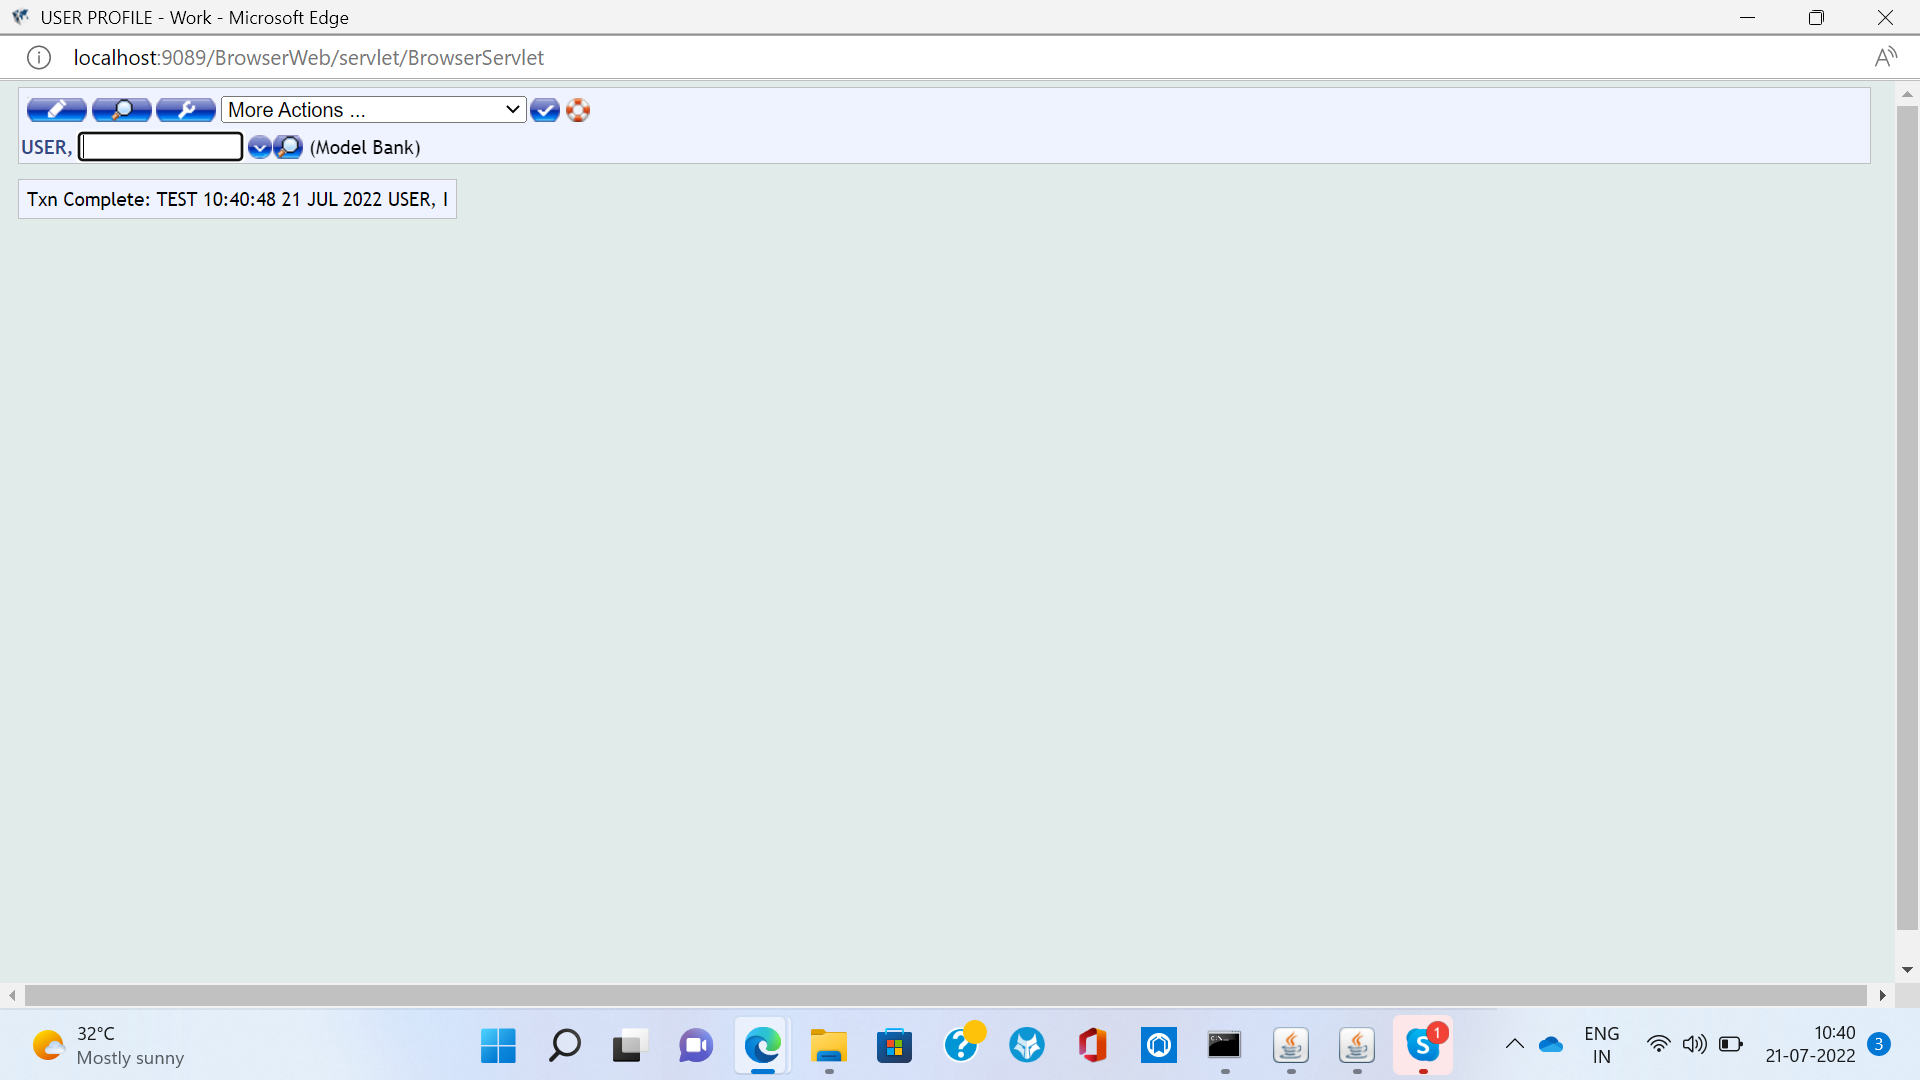 USER PROFILE - Work - Microsoft Edge
localhost:9089/BrowserWeb/servlet/BrowserServlet
More Actions ...
USER, (Model Bank)
Txn Complete: TEST 10:40:48 21 JUL 2022 USER, I
32°C
Mostly sunny
1
ENG
IN
10:40
21-07-2022
3